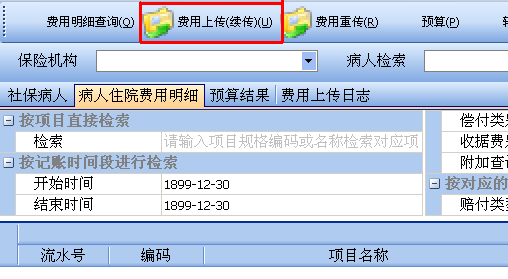 费用明细查询(Q) 费用上传(续传)(U) 费用重传(R) 预算(P)
保险机构 病人检索
社保病人 病人住院费用明细 预算结果 费用上传日志
按项目直接检索 偿付类
检索 请输入项目规格编码或名称检索对应项 收据费
按记账时间段进行检索 附加查
开始时间 1899-12-30 按对应的
结束时间 1899-12-30 赔付类
流水号 编码 项目名称